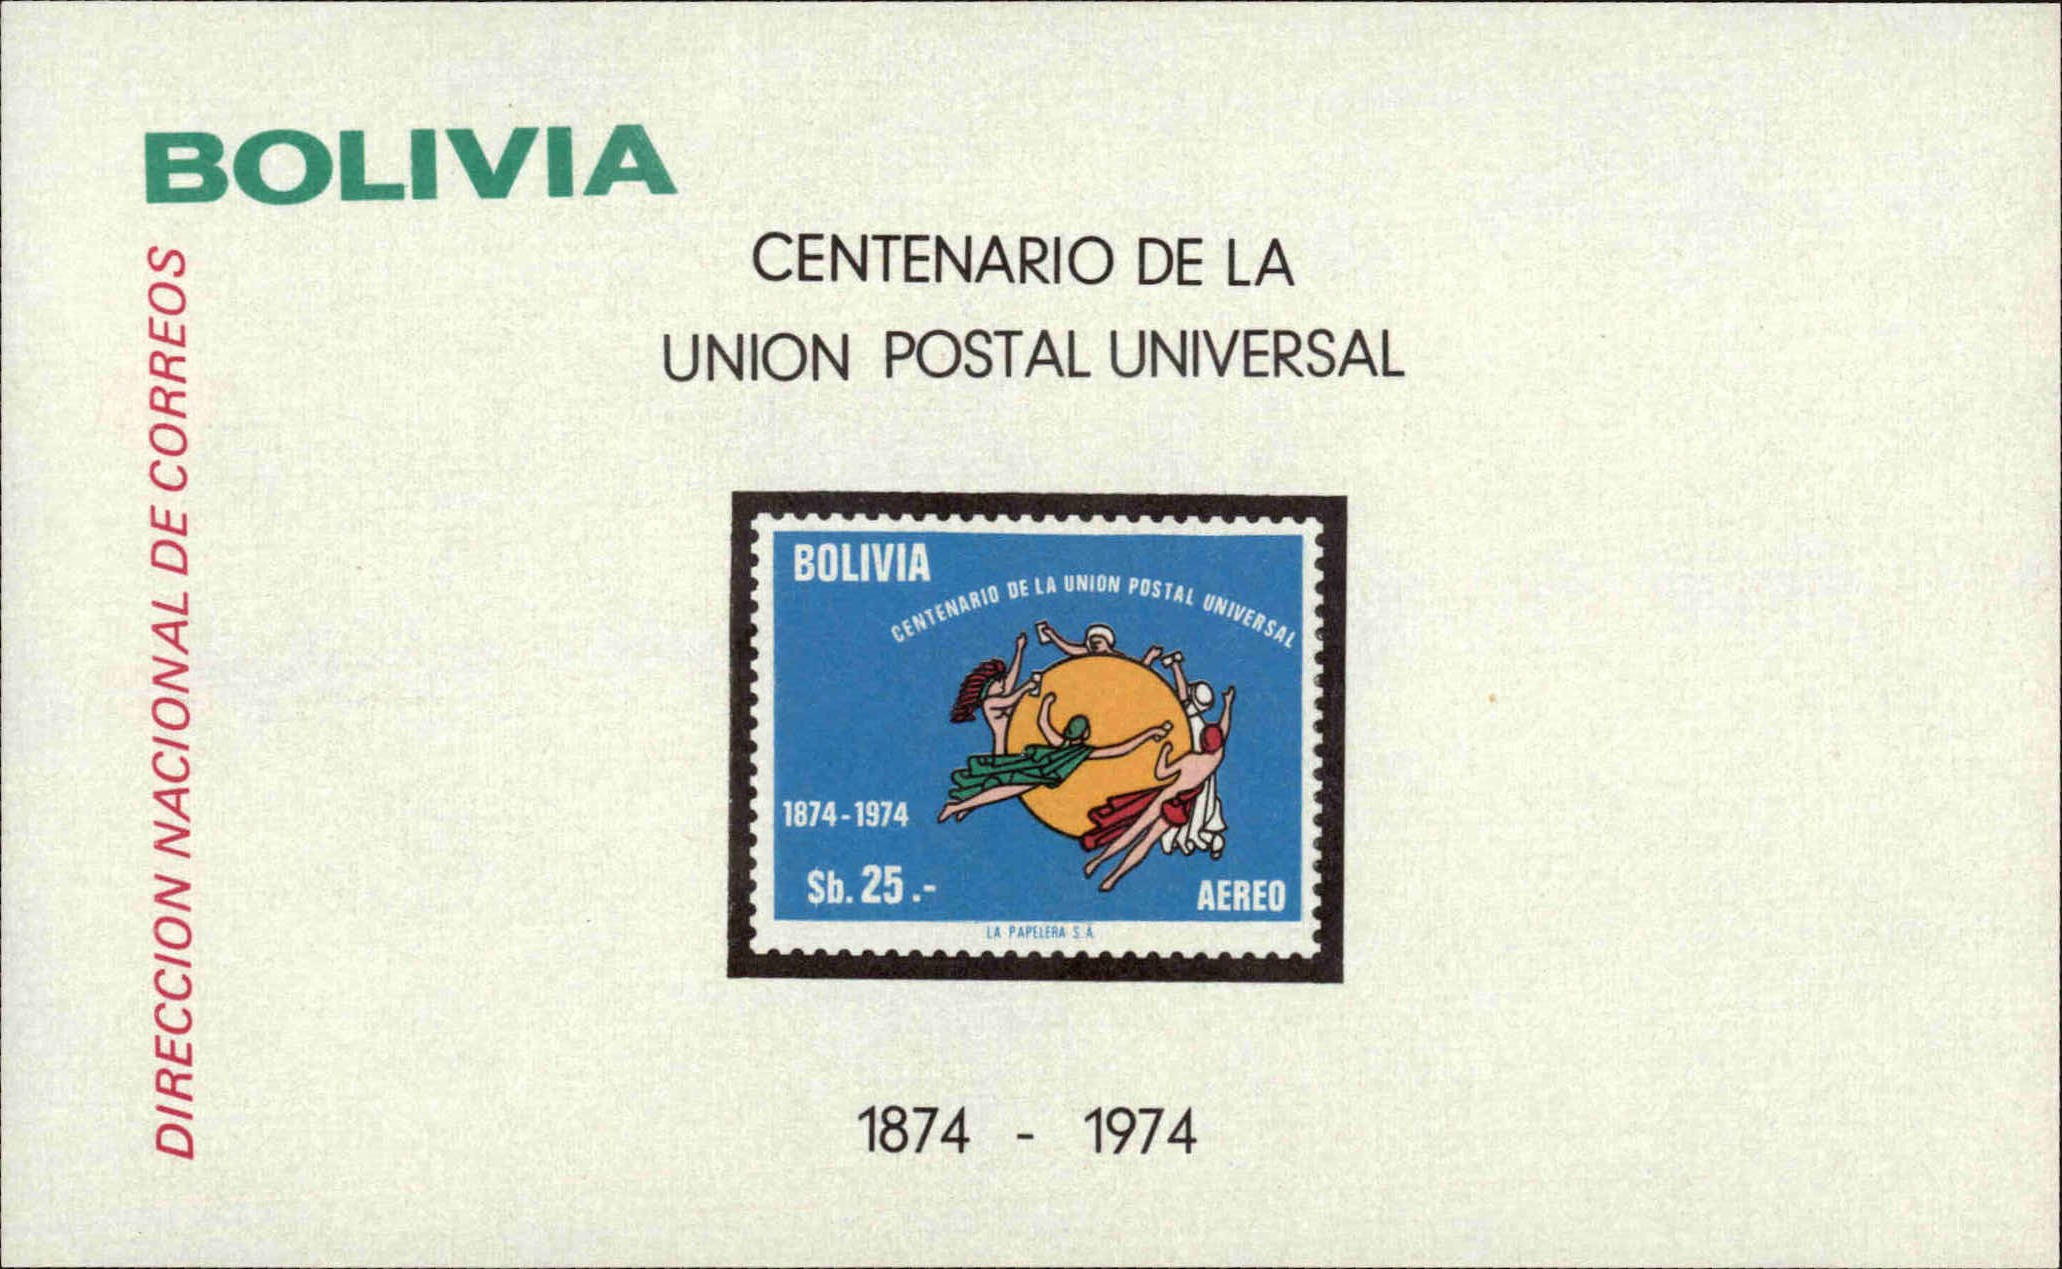 BOLIVIA
DIRECCION NACIONAL DE CORREOS
CENTENARIO DE LA
UNION POSTAL UNIVERSAL
BOLIVIA
CENTENARIO DE LA UNION POSTAL UNIVERSAL
1874-1974
$b. 25.-
AEREO
LA PAPELERA S.A.
1874 - 1974